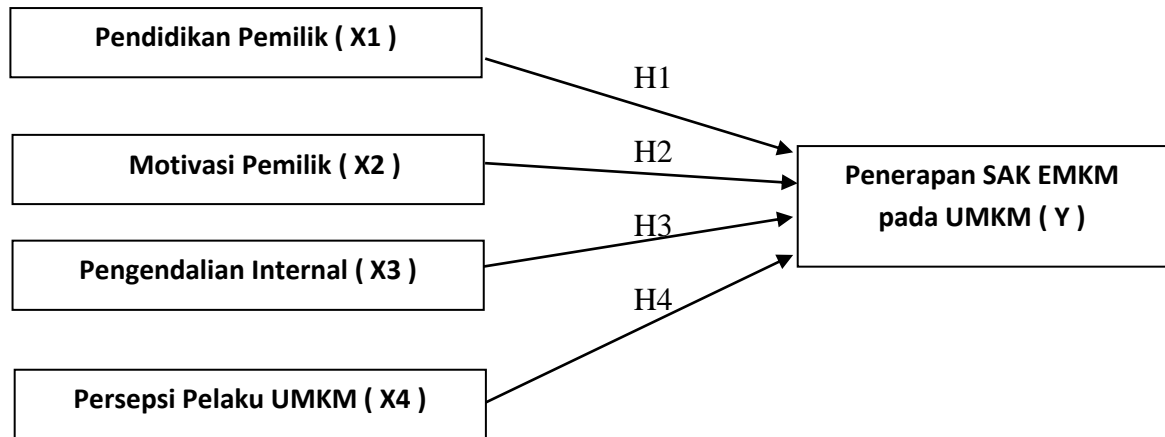 Pendidikan Pemilik ( X1 )
H1
Motivasi Pemilik ( X2 )
H2
Penerapan SAK EMKM
pada UMKM ( Y )
Pengendalian Internal ( X3 )
H3
H4
Persepsi Pelaku UMKM ( X4 )